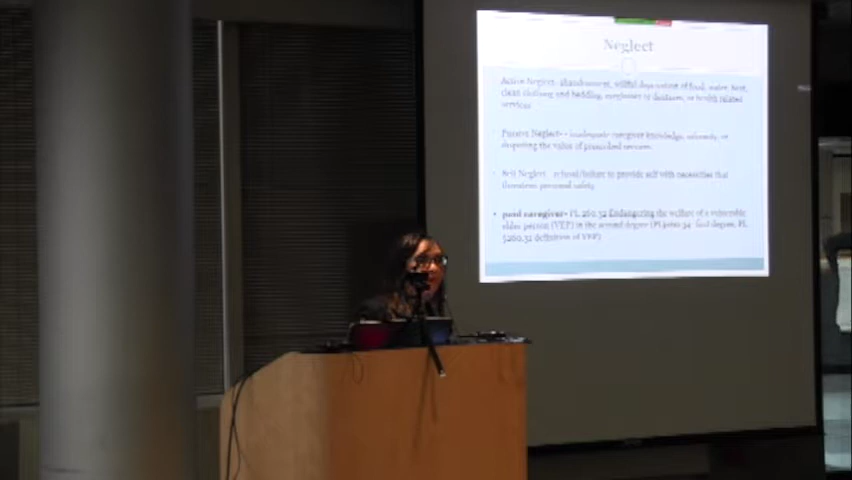 Neglect
Active Neglect- abandonment, willful deprivation of food, water, heat,
clean clothing and bedding, eyeglasses or dentures, or health related
services
Passive Neglect- - inadequate caregiver knowledge, infirmity, or
disputing the value of prescribed services
Self Neglect - refusal/failure to provide self with necessities that
threatens personal safety
paid caregiver- PL 260.32 Endangering the welfare of a vulnerable
elder person (VEP) in the second degree (PL 260.34 first degree, PL
definition of VEP)